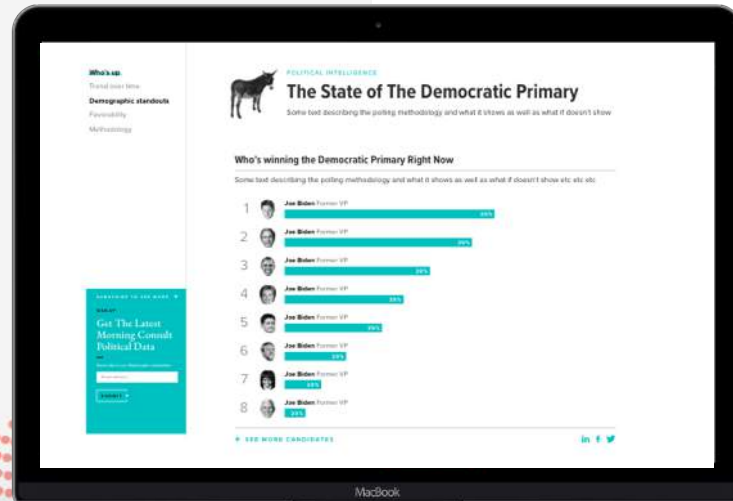 Who's up
Trend over time
Demographic standouts
Favorability
Methodology
POLITICAL INTELLIGENCE
The State of The Democratic Primary
Some text describing the polling methodology and what it shows as well as what if doesn't show
Who's winning the Democratic Primary Right Now
Some text describing the polling methodology and what it shows as well as what if doesn't show etc etc etc
1 Joe Biden Former VP
2 Joe Biden Former VP
3 Joe Biden Former VP
4 Joe Biden Former VP
5 Joe Biden Former VP
6 Joe Biden Former VP
7 Joe Biden Former VP
8 Joe Biden Former VP
SUBSCRIBE TO SEE MORE
Get The Latest
Morning Consult
Political Data
SUBMIT
+ SEE MORE CANDIDATES
in f
MacBook